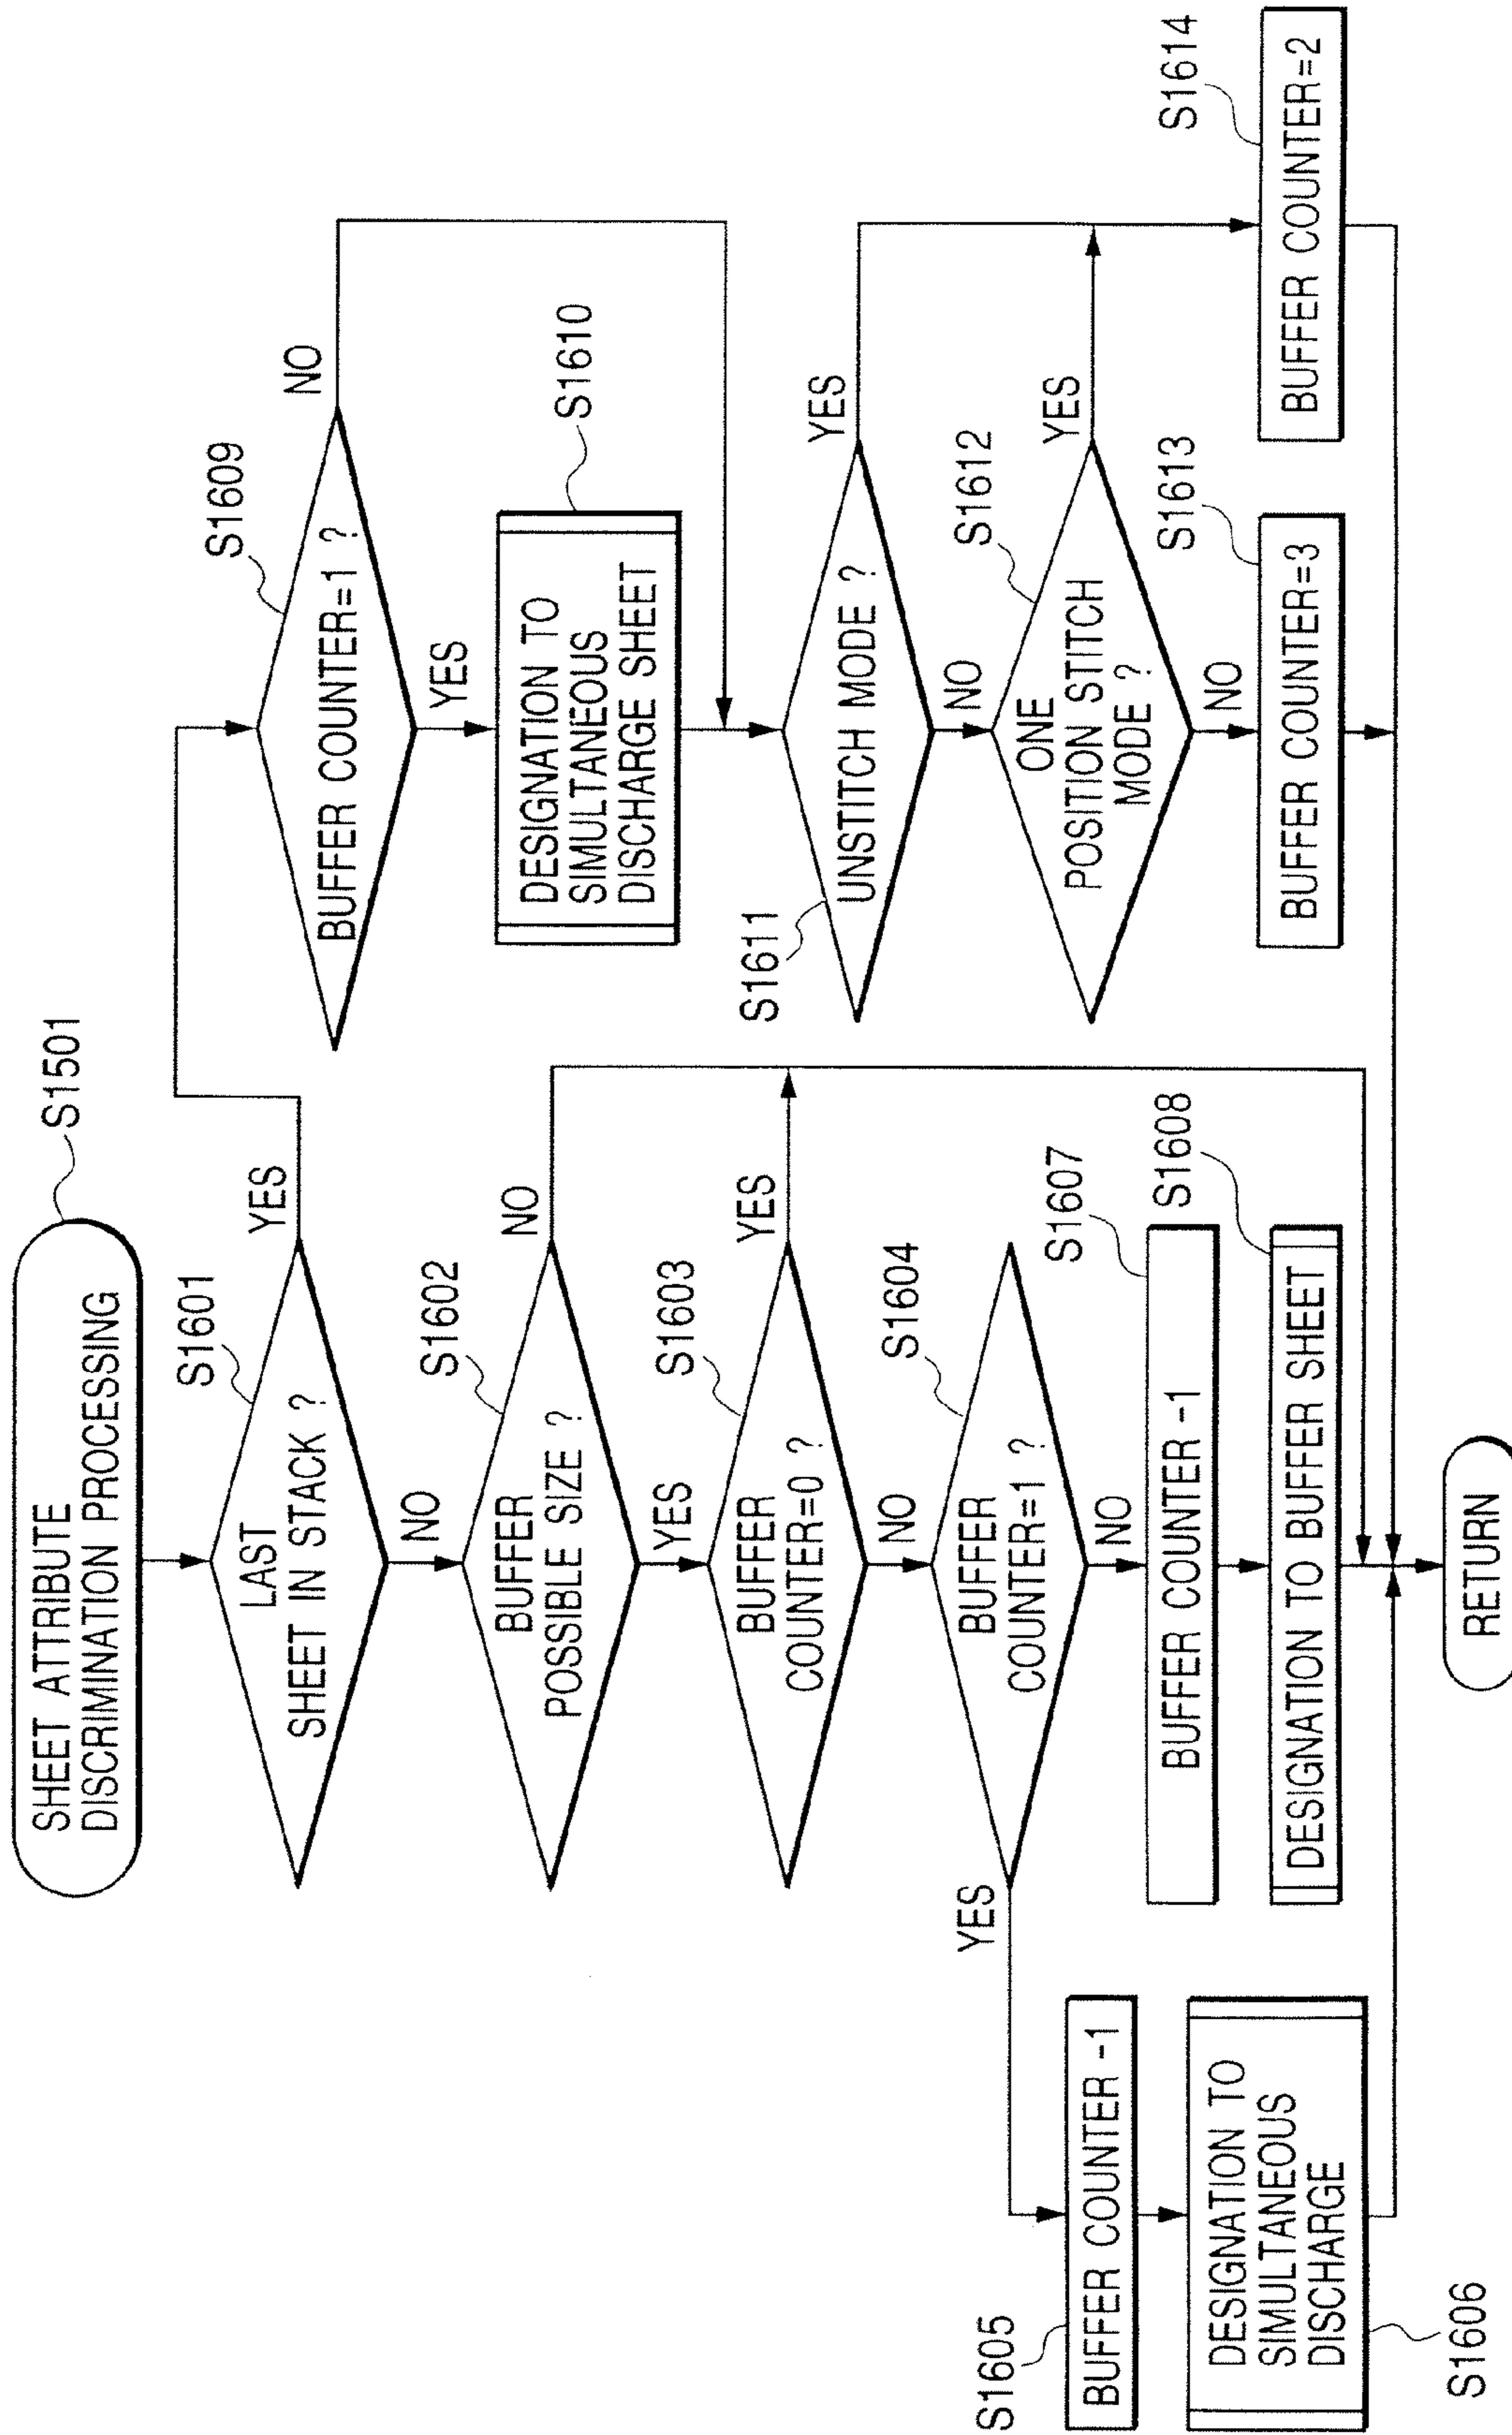 SHEET ATTRIBUTE
DISCRIMINATION PROCESSING
S1501
LAST
SHEET IN STACK ?
S1601
YES
NO
BUFFER
POSSIBLE SIZE ?
S1602
NO
YES
BUFFER
COUNTER=0 ?
S1603
YES
NO
BUFFER
COUNTER=1 ?
S1604
YES
NO
S1605
BUFFER COUNTER -1
DESIGNATION TO
SIMULTANEOUS
DISCHARGE
S1606
BUFFER COUNTER -1
S1607
DESIGNATION TO BUFFER SHEET
S1608
BUFFER COUNTER=1 ?
S1609
NO
YES
DESIGNATION TO
SIMULTANEOUS
DISCHARGE SHEET
S1610
S1611
UNSTITCH MODE ?
YES
NO
ONE
POSITION STITCH
MODE ?
S1612
YES
NO
BUFFER COUNTER=3
S1613
BUFFER COUNTER=2
S1614
RETURN